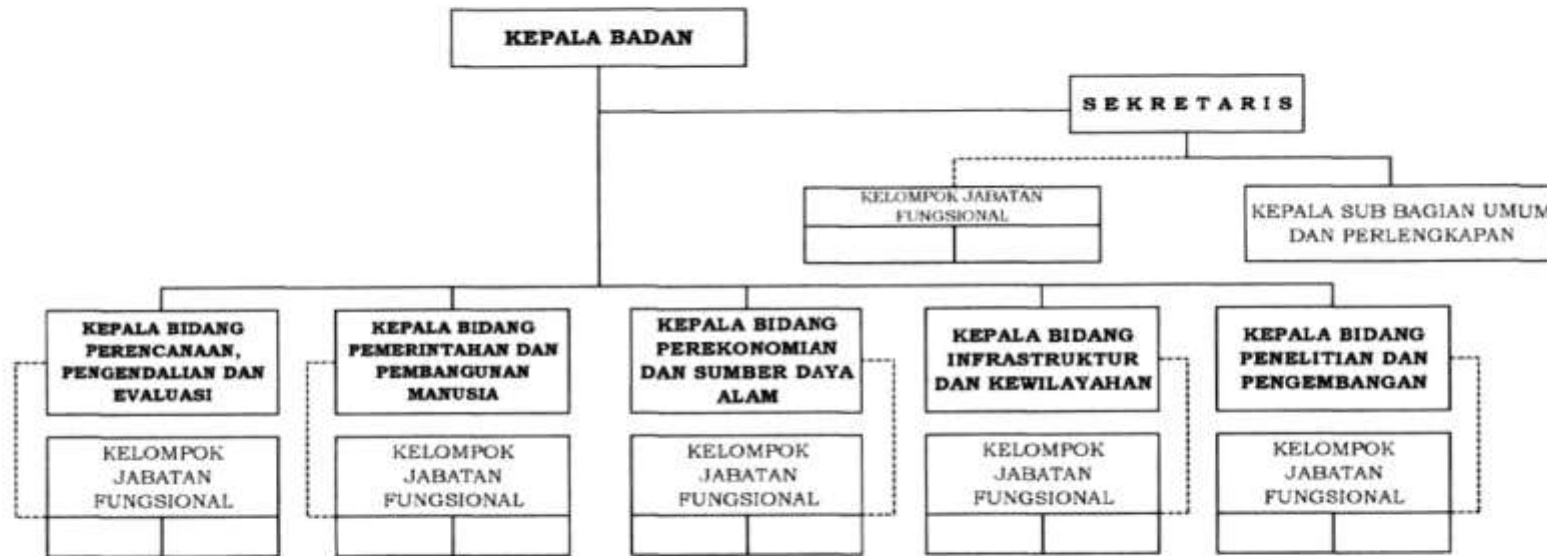 KEPALA BADAN
SEKRETARIS
KELOMPOK JABATAN
FUNGSIONAL
KEPALA SUB BAGIAN UMUM
DAN PERLENGKAPAN
KEPALA BIDANG
PERENCANAAN,
PENGENDALIAN DAN
EVALUASI
KEPALA BIDANG
PEMERINTAHAN DAN
PEMBANGUNAN
MANUSIA
KEPALA BIDANG
PEREKONOMIAN
DAN SUMBER DAYA
ALAM
KEPALA BIDANG
INFRASTRUKTUR
DAN KEWILAYAHAN
KEPALA BIDANG
PENELITIAN DAN
PENGEMBANGAN
KELOMPOK
JABATAN
FUNGSIONAL
KELOMPOK
JABATAN
FUNGSIONAL
KELOMPOK
JABATAN
FUNGSIONAL
KELOMPOK
JABATAN
FUNGSIONAL
KELOMPOK
JABATAN
FUNGSIONAL